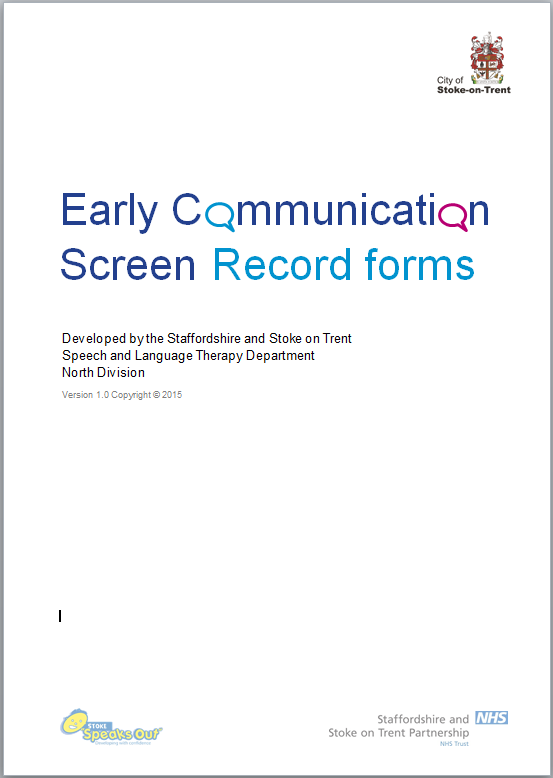 City of
Stoke-on-Trent
Early Communication
Screen Record forms
Developed by the Staffordshire and Stoke on Trent
Speech and Language Therapy Department
North Division
Version 1.0 Copyright © 2015
STOKE
Speaks Out
Developing with confidence
Staffordshire and NHS
Stoke on Trent Partnership
NHS Trust